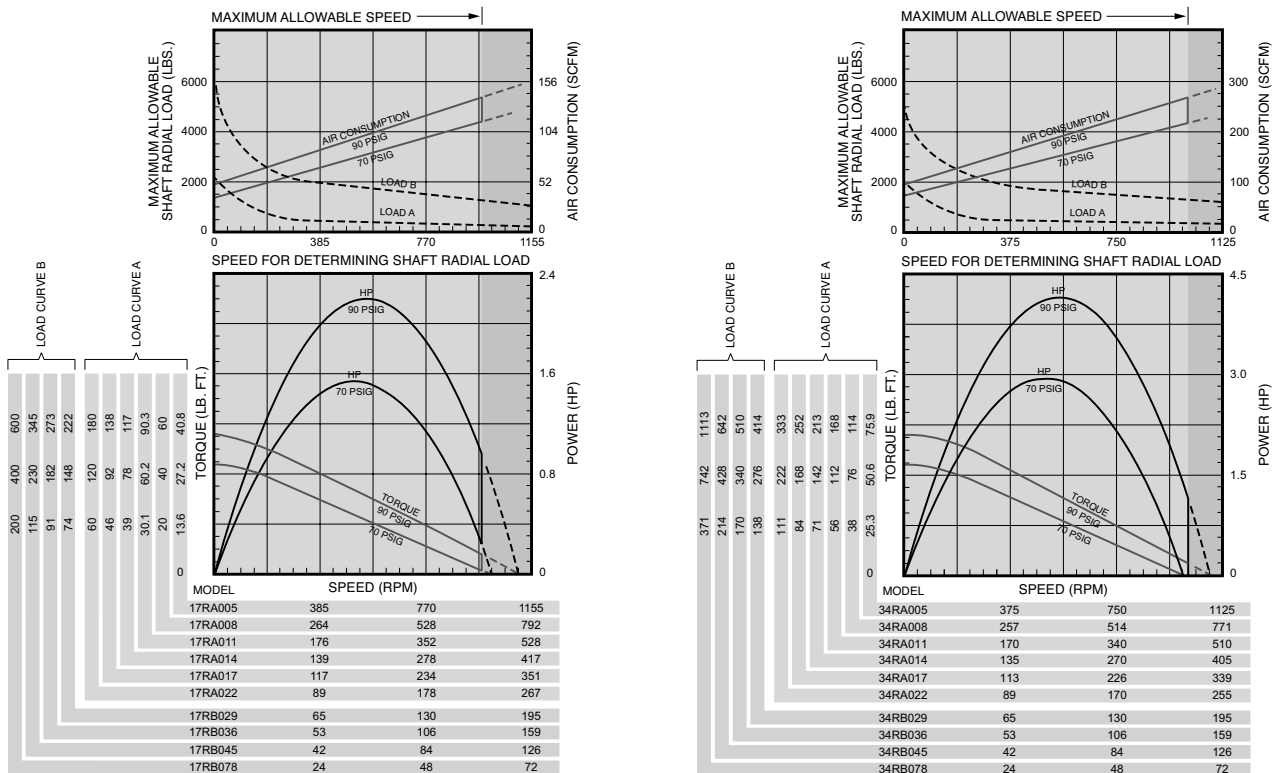 MAXIMUM ALLOWABLE SPEED
MAXIMUM ALLOWABLE
SHAFT RADIAL LOAD (LBS.)
6000
4000
2000
0
AIR CONSUMPTION
90 PSIG
70 PSIG
LOAD B
LOAD A
156
104
52
0
AIR CONSUMPTION (SCFM)
0 385 770 1155
SPEED FOR DETERMINING SHAFT RADIAL LOAD
LOAD CURVE B
LOAD CURVE A
600 345 273 222 180 138 117 90.3 60 40.8
400 230 182 148 120 92 78 60.2 40 27.2
200 115 91 74 60 46 39 30.1 20 13.6
0
TORQUE (LB. FT.)
HP
90 PSIG
HP
70 PSIG
TORQUE
90 PSIG
70 PSIG
2.4
1.6
0.8
0
POWER (HP)
MODEL SPEED (RPM)
17RA005 385 770 1155
17RA008 264 528 792
17RA011 176 352 528
17RA014 139 278 417
17RA017 117 234 351
17RA022 89 178 267
17RB029 65 130 195
17RB036 53 106 159
17RB045 42 84 126
17RB078 24 48 72
MAXIMUM ALLOWABLE SPEED
MAXIMUM ALLOWABLE
SHAFT RADIAL LOAD (LBS.)
6000
4000
2000
0
AIR CONSUMPTION
90 PSIG
70 PSIG
LOAD B
LOAD A
300
200
100
0
AIR CONSUMPTION (SCFM)
0 375 750 1125
SPEED FOR DETERMINING SHAFT RADIAL LOAD
LOAD CURVE B
LOAD CURVE A
1113 642 510 414 333 252 213 168 114 75.9
742 428 340 276 222 168 142 112 76 50.6
371 214 170 138 111 84 71 56 38 25.3
0
TORQUE (LB. FT.)
HP
90 PSIG
HP
70 PSIG
TORQUE
90 PSIG
70 PSIG
4.5
3.0
1.5
0
POWER (HP)
MODEL SPEED (RPM)
34RA005 375 750 1125
34RA008 257 514 771
34RA011 170 340 510
34RA014 135 270 405
34RA017 113 226 339
34RA022 89 170 255
34RB029 65 130 195
34RB036 53 106 159
34RB045 42 84 126
34RB078 24 48 72